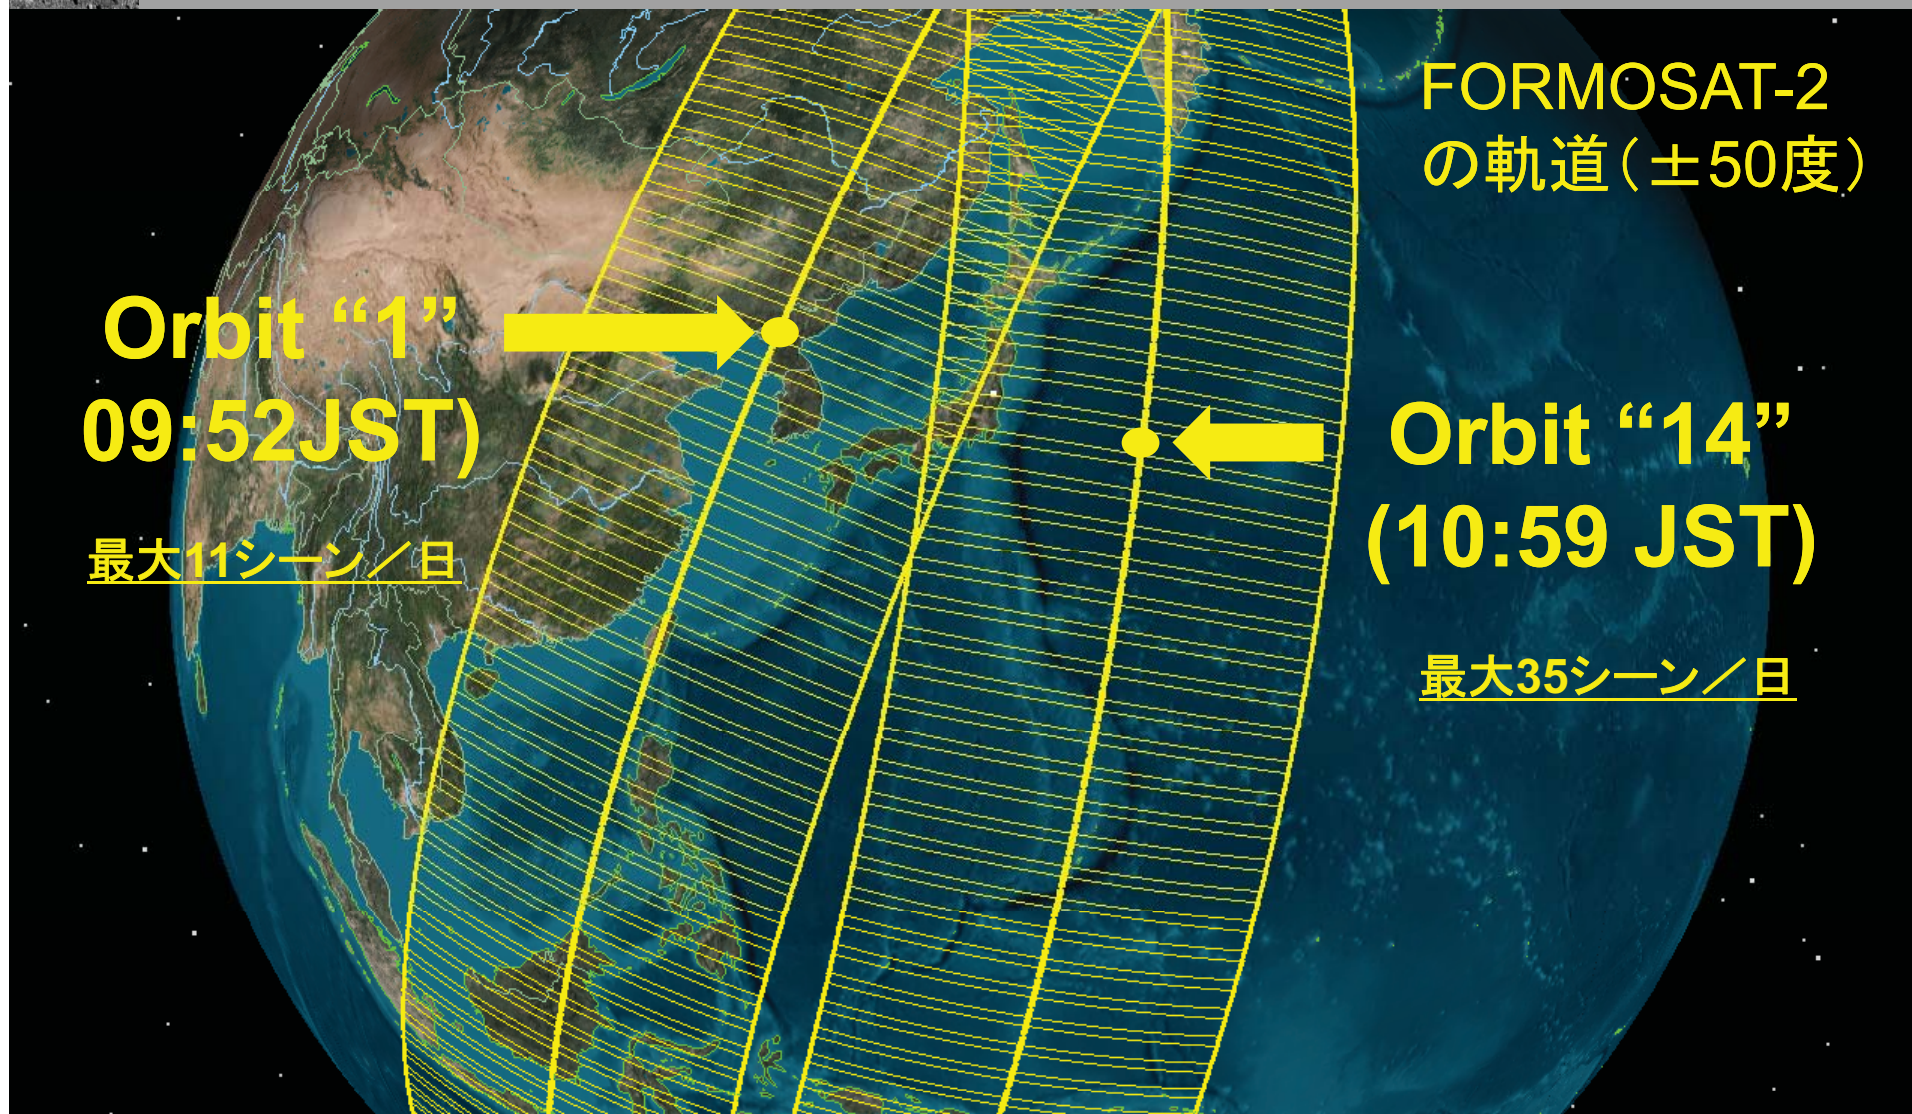 FORMOSAT-2
の軌道（±50度）
Orbit “1”
09:52JST)
最大11シーン／日
Orbit “14”
(10:59 JST)
最大35シーン／日